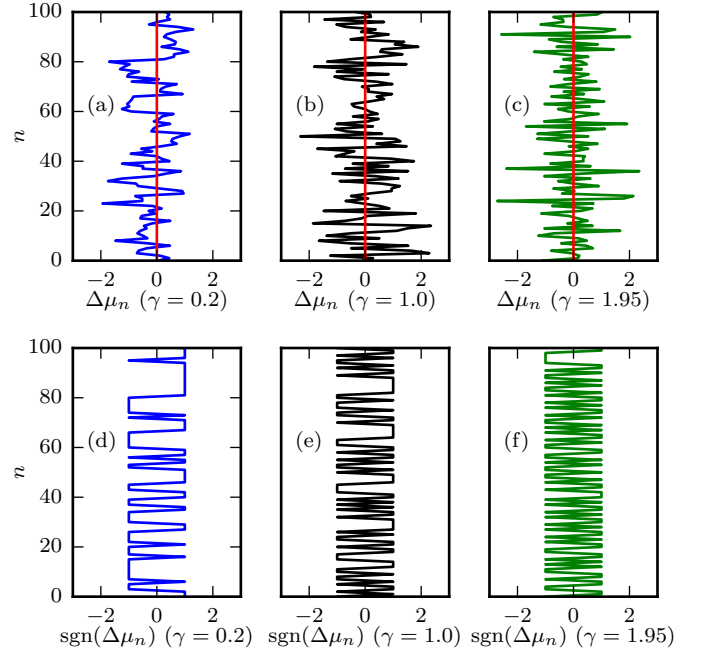 100
80
60
40
20
0
n
(a)
(b)
(c)
−2 0 2
−2 0 2
−2 0 2
Δμₙ (γ = 0.2)
Δμₙ (γ = 1.0)
Δμₙ (γ = 1.95)
100
80
60
40
20
0
n
(d)
(e)
(f)
−2 0 2
−2 0 2
−2 0 2
sgn(Δμₙ) (γ = 0.2)
sgn(Δμₙ) (γ = 1.0)
sgn(Δμₙ) (γ = 1.95)